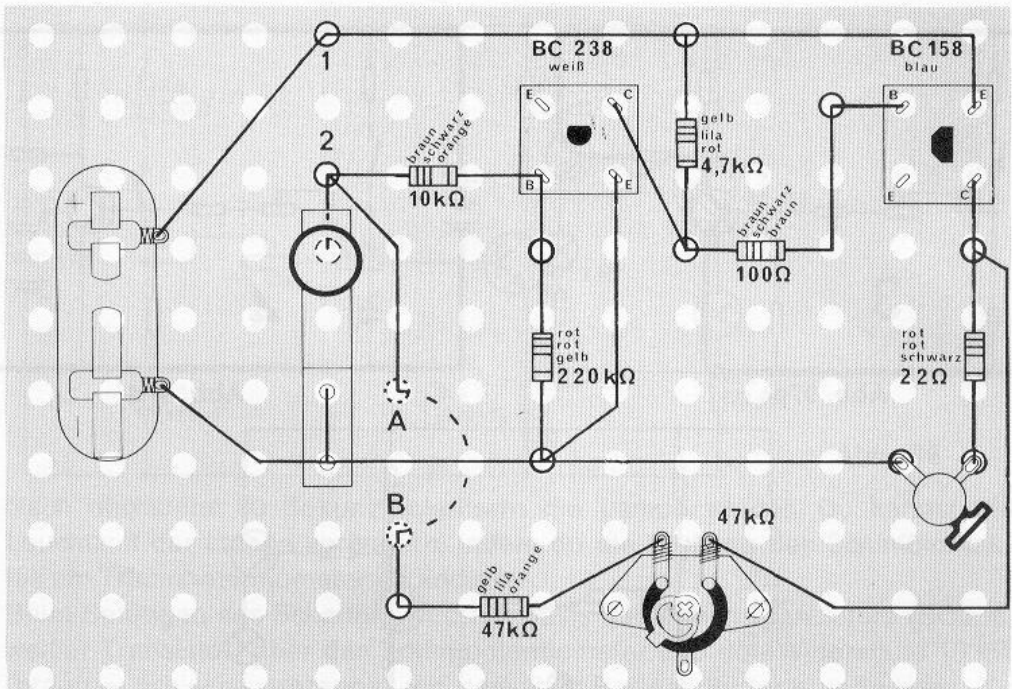 1
BC 238
weiß
BC 158
blau
E
C
B
E
B
E
E
C
gelb
lila
rot
4,7kΩ
2
braun
schwarz
orange
10kΩ
braun
schwarz
braun
100Ω
+
rot
rot
gelb
220kΩ
rot
rot
schwarz
22Ω
A
–
B
gelb
lila
orange
47kΩ
47kΩ